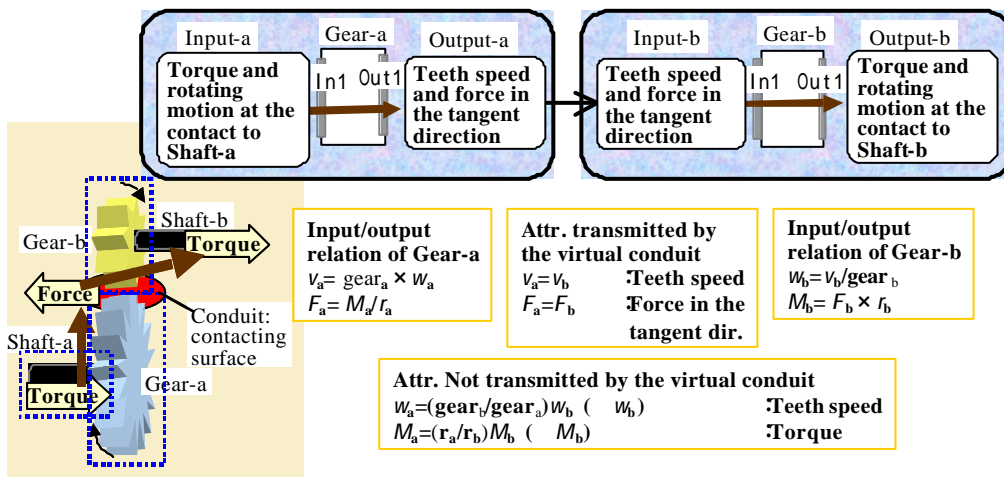 Input-a
Gear-a
Output-a
Torque and
rotating
motion at the
contact to
Shaft-a
In1 Out1
Teeth speed
and force in
the tangent
direction
Input-b
Gear-b
Output-b
Teeth speed
and force in
the tangent
direction
In1 Out1
Torque and
rotating
motion at the
contact to
Shaft-b
Shaft-b
Gear-b
Torque
Force
Conduit:
contacting
surface
Shaft-a
Torque
Gear-a
Input/output
relation of Gear-a
va= geara × wa
Fa= Ma/ra
Attr. transmitted by
the virtual conduit
va=vb :Teeth speed
Fa=Fb :Force in the
tangent dir.
Input/output
relation of Gear-b
wb=vb/gear b
Mb= Fb × rb
Attr. Not transmitted by the virtual conduit
wa=(gearb/geara)wb ( wb) :Teeth speed
Ma=(ra/rb)Mb ( Mb) :Torque